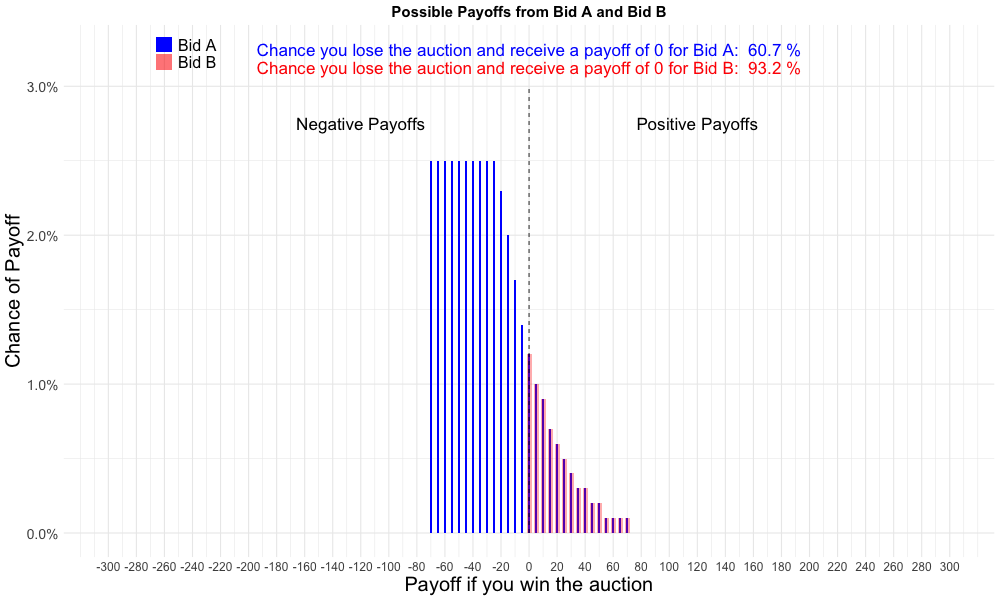 Possible Payoffs from Bid A and Bid B
Bid A
Bid B
Chance you lose the auction and receive a payoff of 0 for Bid A:  60.7 %
Chance you lose the auction and receive a payoff of 0 for Bid B:  93.2 %
Negative Payoffs
Positive Payoffs
Chance of Payoff
3.0%
2.0%
1.0%
0.0%
-300 -280 -260 -240 -220 -200 -180 -160 -140 -120 -100 -80 -60 -40 -20 0 20 40 60 80 100 120 140 160 180 200 220 240 260 280 300
Payoff if you win the auction